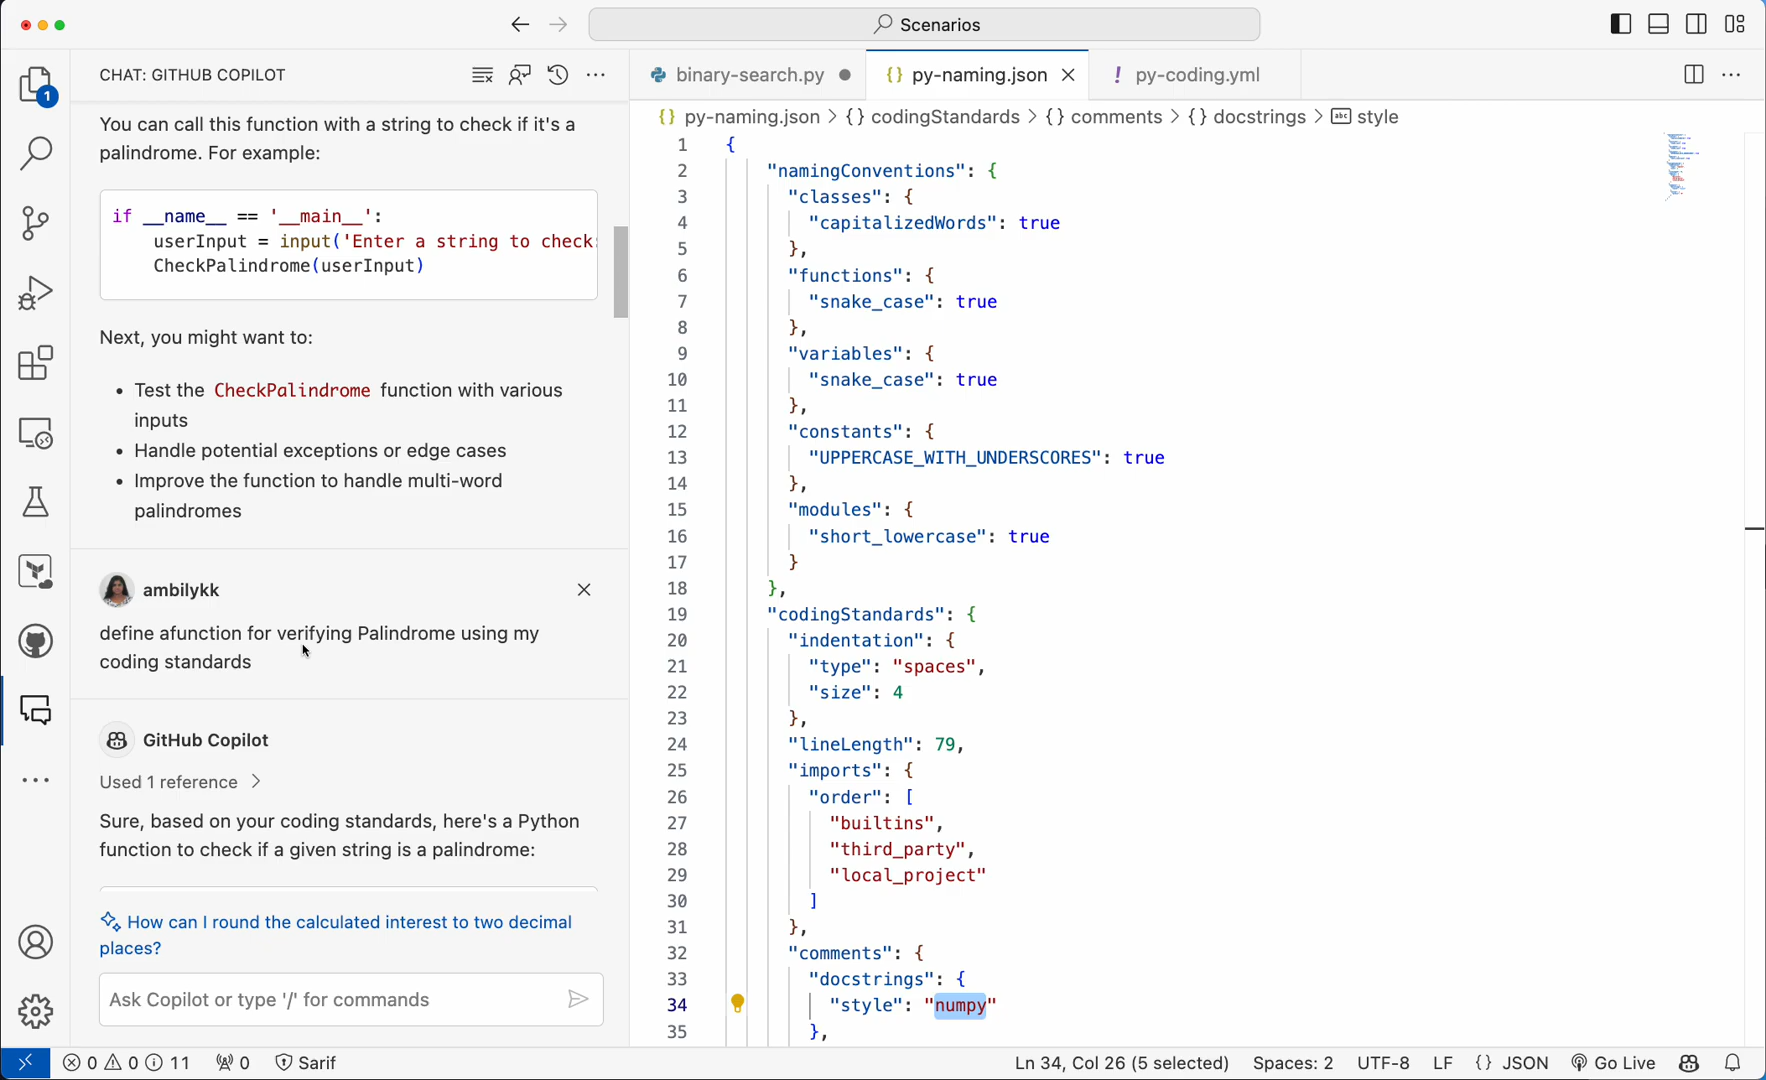 Scenarios
CHAT: GITHUB COPILOT
You can call this function with a string to check if it's a
palindrome. For example:
if __name__ == '__main__':
userInput = input('Enter a string to check:
CheckPalindrome(userInput)
Next, you might want to:
• Test the CheckPalindrome function with various
inputs
• Handle potential exceptions or edge cases
• Improve the function to handle multi-word
palindromes
ambilykk
define afunction for verifying Palindrome using my
coding standards
GitHub Copilot
Used 1 reference >
Sure, based on your coding standards, here's a Python
function to check if a given string is a palindrome:
How can I round the calculated interest to two decimal
places?
Ask Copilot or type '/' for commands
1
binary-search.py
{} py-naming.json
! py-coding.yml
{} py-naming.json > {} codingStandards > {} comments > {} docstrings > abc style
1 {
2 "namingConventions": {
3 "classes": {
4 "capitalizedWords": true
5 },
6 "functions": {
7 "snake_case": true
8 },
9 "variables": {
10 "snake_case": true
11 },
12 "constants": {
13 "UPPERCASE_WITH_UNDERSCORES": true
14 },
15 "modules": {
16 "short_lowercase": true
17 }
18 },
19 "codingStandards": {
20 "indentation": {
21 "type": "spaces",
22 "size": 4
23 },
24 "lineLength": 79,
25 "imports": {
26 "order": [
27 "builtins",
28 "third_party",
29 "local_project"
30 ]
31 },
32 "comments": {
33 "docstrings": {
34 "style": "numpy"
35 },
0 0 11 0 Sarif
Ln 34, Col 26 (5 selected) Spaces: 2 UTF-8 LF {} JSON Go Live